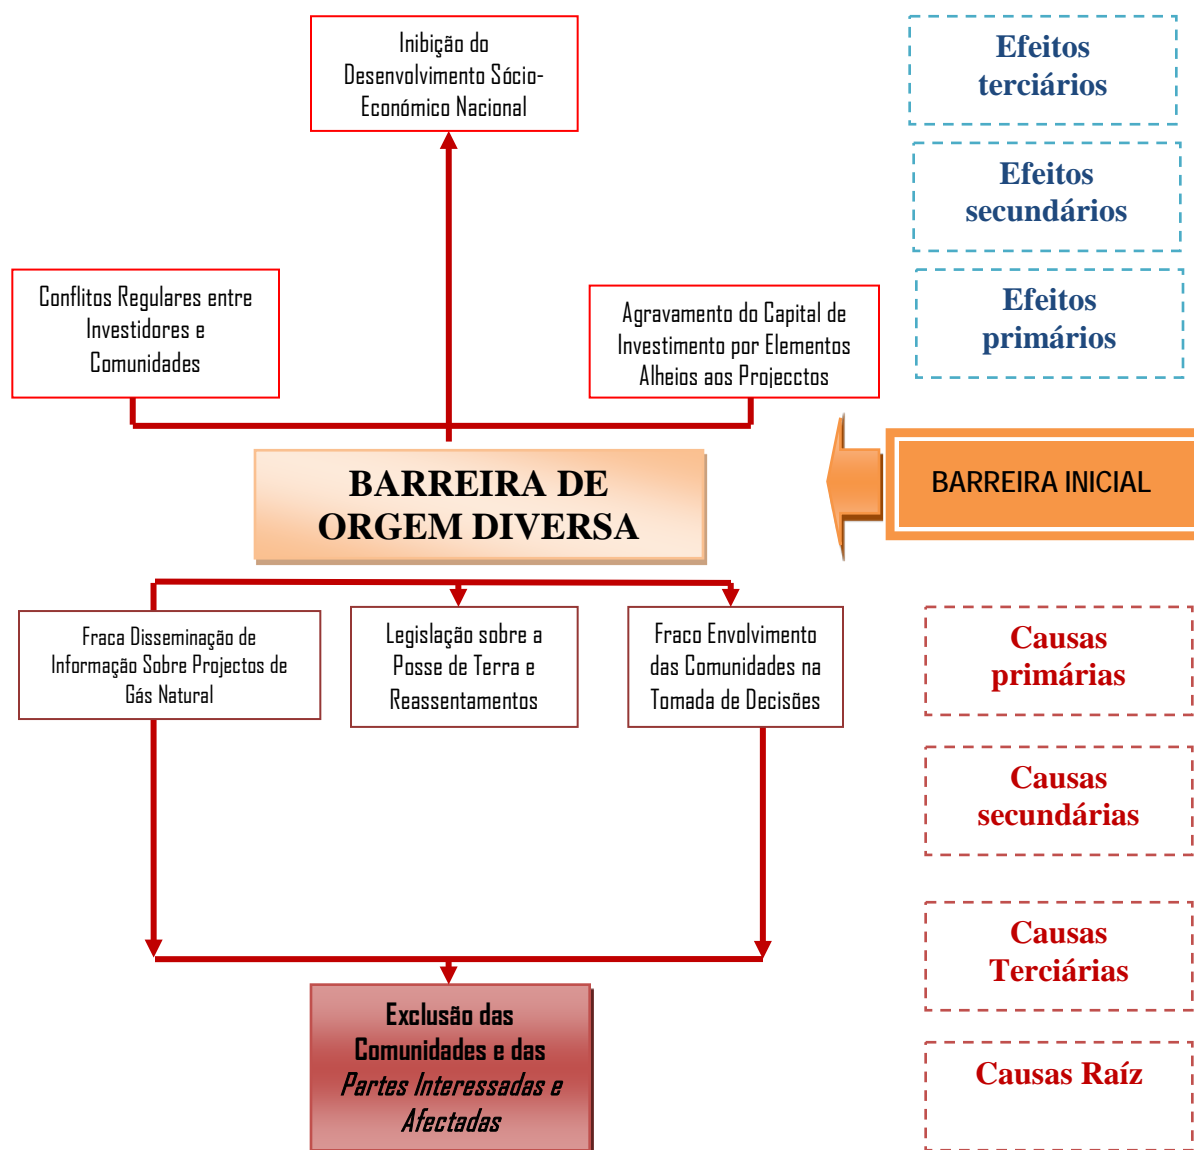 Inibição do
Desenvolvimento Sócio-
Económico Nacional
Efeitos
terciários
Efeitos
secundários
Conflitos Regulares entre
Investidores e
Comunidades
Agravamento do Capital de
Investimento por Elementos
Alheios aos Projecctos
Efeitos
primários
BARREIRA DE
ORGEM DIVERSA
BARREIRA INICIAL
Fraca Disseminação de
Informação Sobre Projectos de
Gás Natural
Legislação sobre a
Posse de Terra e
Reassentamentos
Fraco Envolvimento
das Comunidades na
Tomada de Decisões
Causas
primárias
Causas
secundárias
Causas
Terciárias
Exclusão das
Comunidades e das
Partes Interessadas e
Afectadas
Causas Raíz